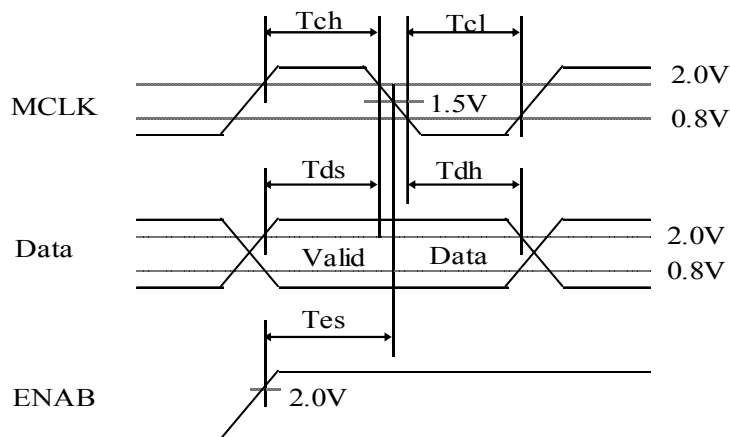 Tch Tcl
2.0V
MCLK 1.5V
0.8V
Tds Tdh
Data Valid Data 2.0V
0.8V
Tes
ENAB 2.0V